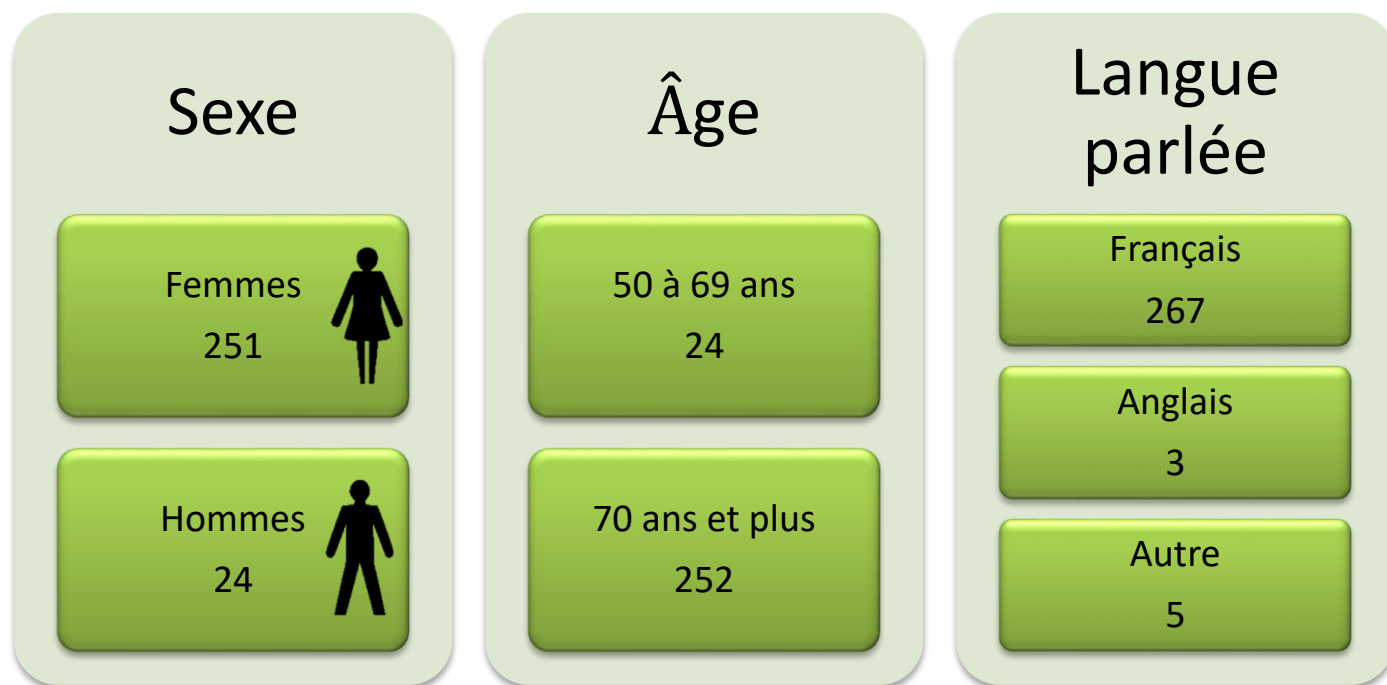 Sexe
Femmes
251
Hommes
24
Âge
50 à 69 ans
24
70 ans et plus
252
Langue
parlée
Français
267
Anglais
3
Autre
5